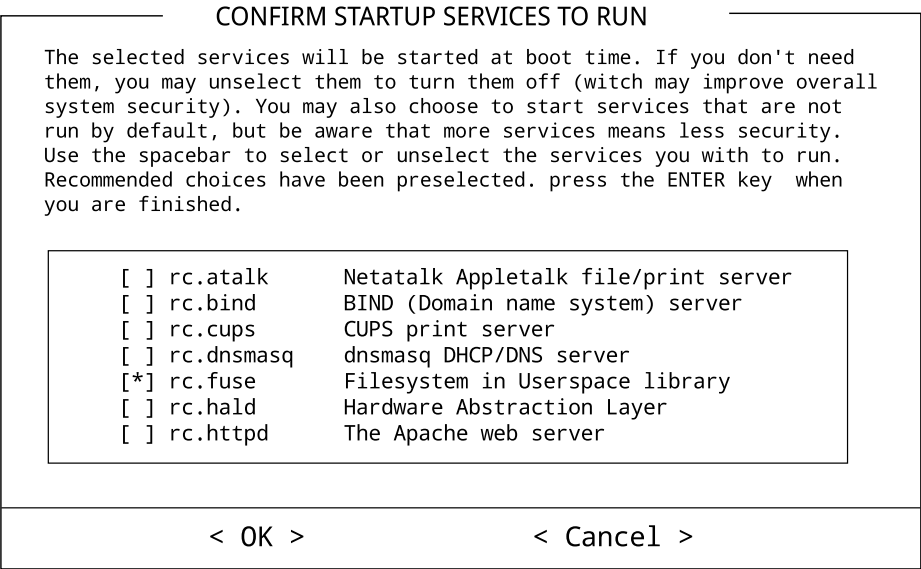 CONFIRM STARTUP SERVICES TO RUN
The selected services will be started at boot time. If you don't need
them, you may unselect them to turn them off (witch may improve overall
system security). You may also choose to start services that are not
run by default, but be aware that more services means less security.
Use the spacebar to select or unselect the services you with to run.
Recommended choices have been preselected. press the ENTER key  when
you are finished.
[ ] rc.atalk      Netatalk Appletalk file/print server
[ ] rc.bind       BIND (Domain name system) server
[ ] rc.cups       CUPS print server
[ ] rc.dnsmasq    dnsmasq DHCP/DNS server
[*] rc.fuse       Filesystem in Userspace library
[ ] rc.hald       Hardware Abstraction Layer
[ ] rc.httpd      The Apache web server
< OK >               < Cancel >